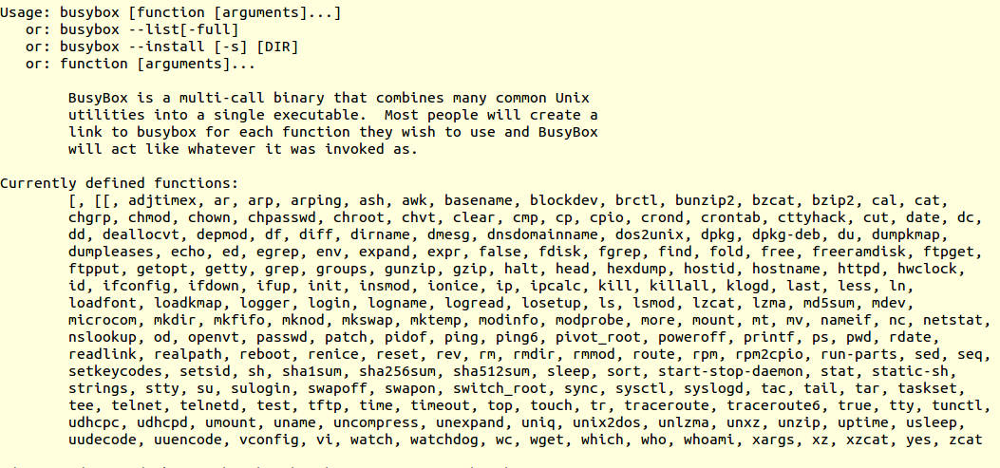 Usage: busybox [function [arguments]...]
or: busybox --list[-full]
or: busybox --install [-s] [DIR]
or: function [arguments]...
BusyBox is a multi-call binary that combines many common Unix
utilities into a single executable.  Most people will create a
link to busybox for each function they wish to use and BusyBox
will act like whatever it was invoked as.
Currently defined functions:
[, [[, adjtimex, ar, arp, arping, ash, awk, basename, blockdev, brctl, bunzip2, bzcat, bzip2, cal, cat,
chgrp, chmod, chown, chpasswd, chroot, chvt, clear, cmp, cp, cpio, crond, crontab, cttyhack, cut, date, dc,
dd, deallocvt, depmod, df, diff, dirname, dmesg, dnsdomainname, dos2unix, dpkg, dpkg-deb, du, dumpkmap,
dumpleases, echo, ed, egrep, env, expand, expr, false, fdisk, fgrep, find, fold, free, freeramdisk, ftpget,
ftpput, getopt, getty, grep, groups, gunzip, gzip, halt, head, hexdump, hostid, hostname, httpd, hwclock,
id, ifconfig, ifdown, ifup, init, insmod, ionice, ip, ipcalc, kill, killall, klogd, last, less, ln,
loadfont, loadkmap, logger, login, logname, logread, losetup, ls, lsmod, lzcat, lzma, md5sum, mdev,
microcom, mkdir, mkfifo, mknod, mkswap, mktemp, modinfo, modprobe, more, mount, mt, mv, nameif, nc, netstat,
nslookup, od, openvt, passwd, patch, pidof, ping, ping6, pivot_root, poweroff, printf, ps, pwd, rdate,
readlink, realpath, reboot, renice, reset, rev, rm, rmdir, rmmod, route, rpm, rpm2cpio, run-parts, sed, seq,
setkeycodes, setsid, sh, sha1sum, sha256sum, sha512sum, sleep, sort, start-stop-daemon, stat, static-sh,
strings, stty, su, sulogin, swapoff, swapon, switch_root, sync, sysctl, syslogd, tac, tail, tar, taskset,
tee, telnet, telnetd, test, tftp, time, timeout, top, touch, tr, traceroute, traceroute6, true, tty, tunctl,
udhcpc, udhcpd, umount, uname, uncompress, unexpand, uniq, unix2dos, unlzma, unxz, unzip, uptime, usleep,
uudecode, uuencode, vconfig, vi, watch, watchdog, wc, wget, which, who, whoami, xargs, xz, xzcat, yes, zcat